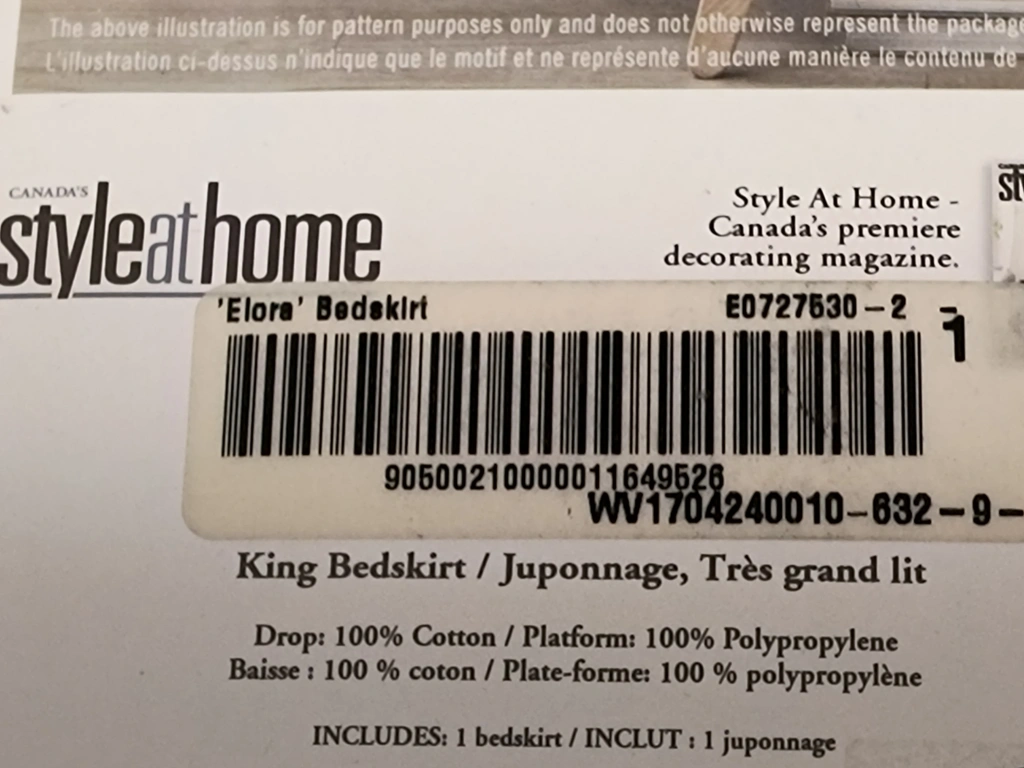 The above illustration is for pattern purposes only and does not otherwise represent the package
L'illustration ci-dessus n'indique que le motif et ne représente d'aucune manière le contenu de
CANADA'S
styleathome
Style At Home -
Canada's premiere
decorating magazine.
'Elora' Bedskirt
E0727530-2
1
90500210000011649526
WV1704240010-632-9-
King Bedskirt / Juponnage, Très grand lit
Drop: 100% Cotton / Platform: 100% Polypropylene
Baisse : 100 % coton / Plate-forme: 100 % polypropylène
INCLUDES: 1 bedskirt / INCLUT : 1 juponnage